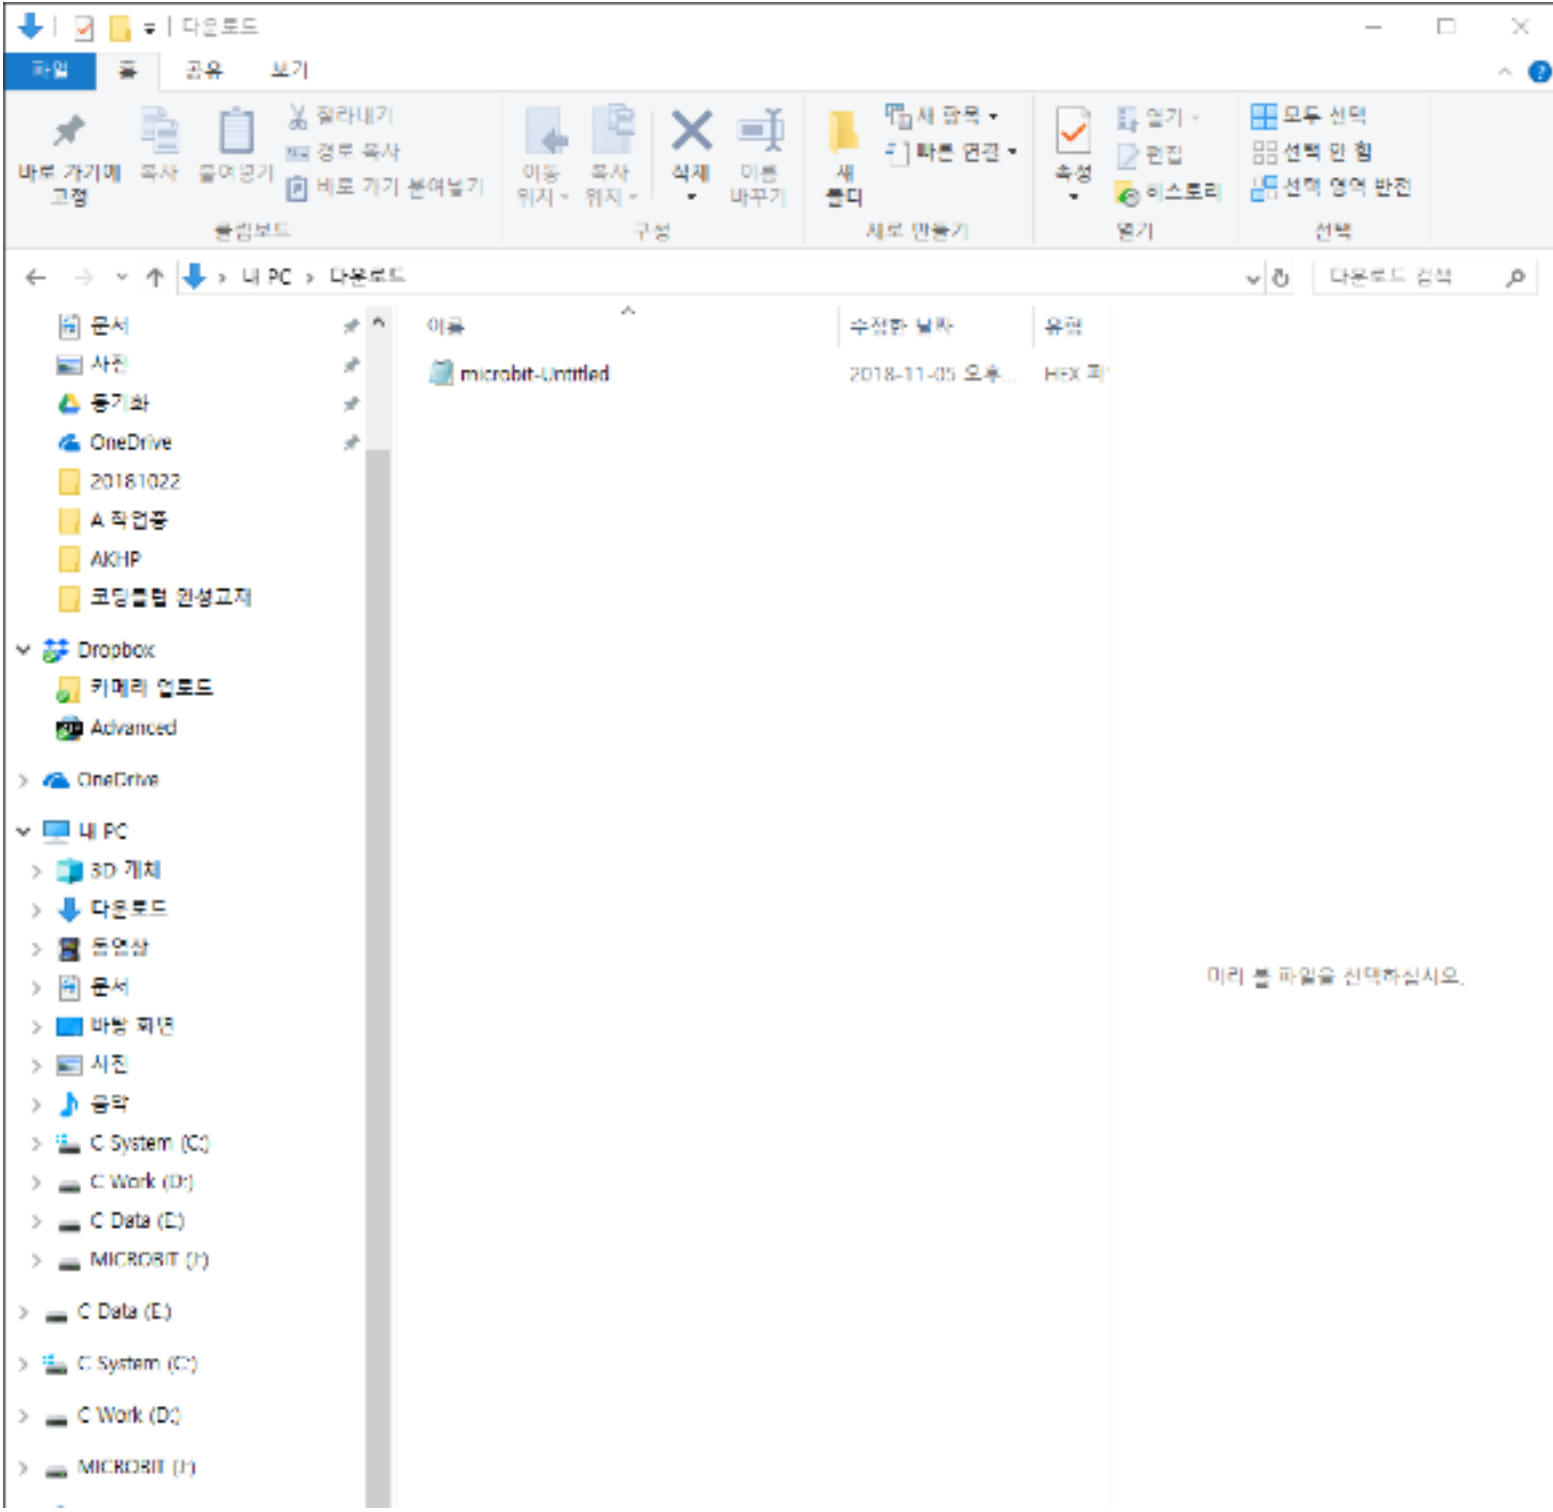 다운로드
파일 홈 공유 보기
바로 가기에 고정
복사
붙여넣기
잘라내기
경로 복사
바로 가기 붙여넣기
클립보드
이동 위치
복사 위치
삭제
이름 바꾸기
구성
새 폴더
새 항목
빠른 연결
새로 만들기
속성
열기
편집
히스토리
열기
모두 선택
선택 안 함
선택 영역 반전
선택
내 PC > 다운로드
다운로드 검색
이름 수정한 날짜 유형
microbit-Untitled 2018-11-05 오후... HEX 파
문서
사진
동기화
OneDrive
20181022
A 작업중
AKHP
코딩클럽 완성교재
Dropbox
카메라 업로드
Advanced
OneDrive
내 PC
3D 개체
다운로드
동영상
문서
바탕 화면
사진
음악
C System (C:)
C Work (D:)
C Data (E:)
MICROBIT (J:)
C Data (E:)
C System (C:)
C Work (D:)
MICROBIT (J:)
미리 볼 파일을 선택하십시오.